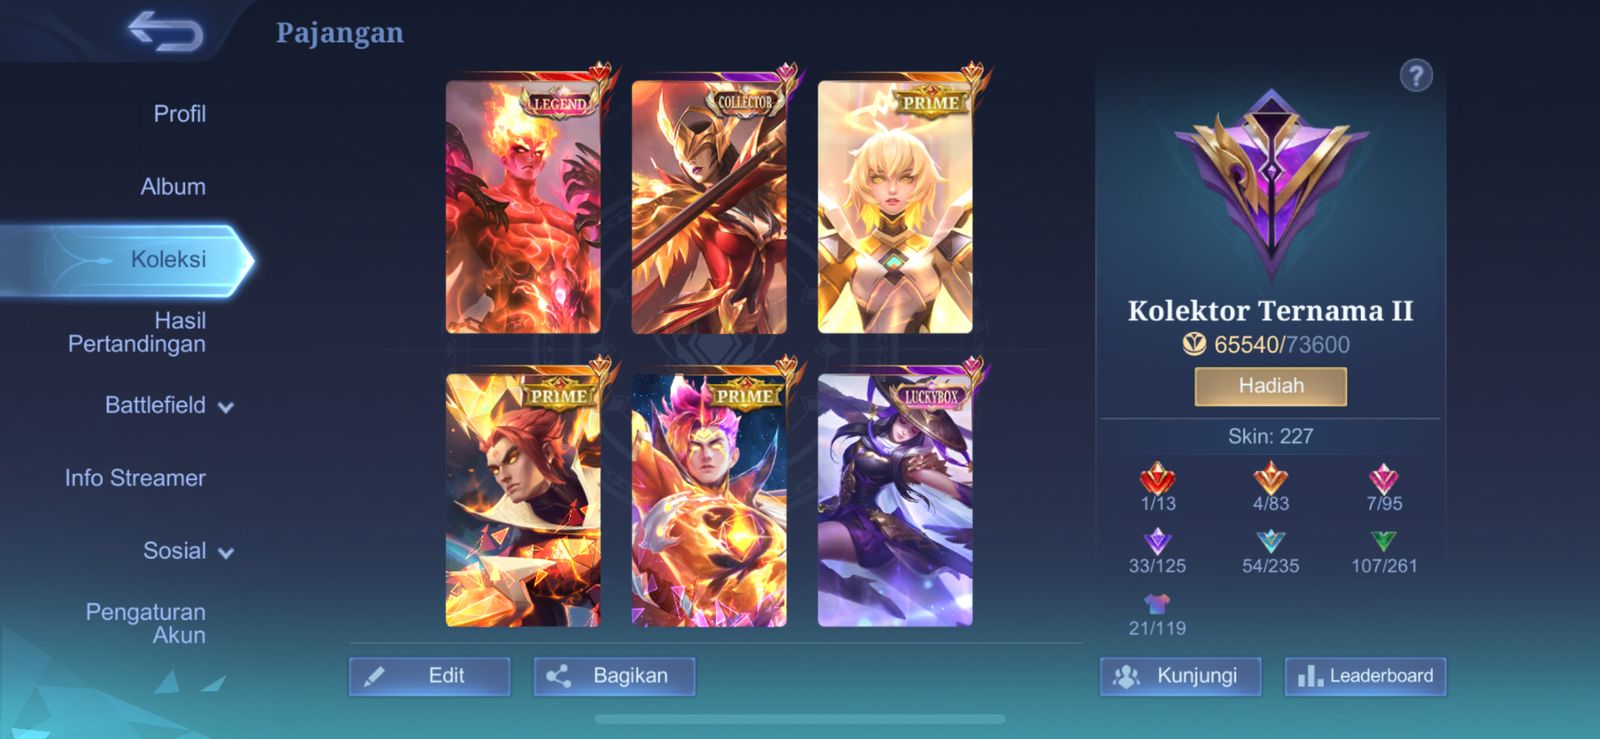 Pajangan
Profil
Album
Koleksi
Hasil
Pertandingan
Battlefield
Info Streamer
Sosial
Pengaturan
Akun
LEGEND
COLLECTOR
PRIME
PRIME
PRIME
LUCKYBOX
Edit
Bagikan
?
Kolektor Ternama II
65540/73600
Hadiah
Skin: 227
1/13
4/83
7/95
33/125
54/235
107/261
21/119
Kunjungi
Leaderboard